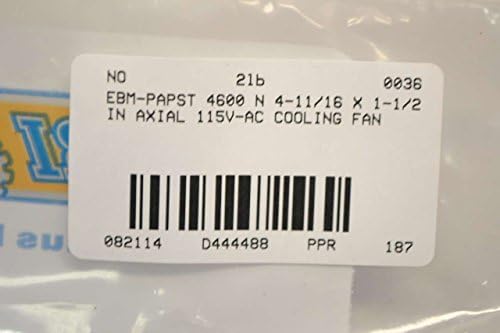 NO 21b 0036
EBM-PAPST 4600 N 4-11/16 X 1-1/2
IN AXIAL 115V-AC COOLING FAN
082114 D444488 PPR 187